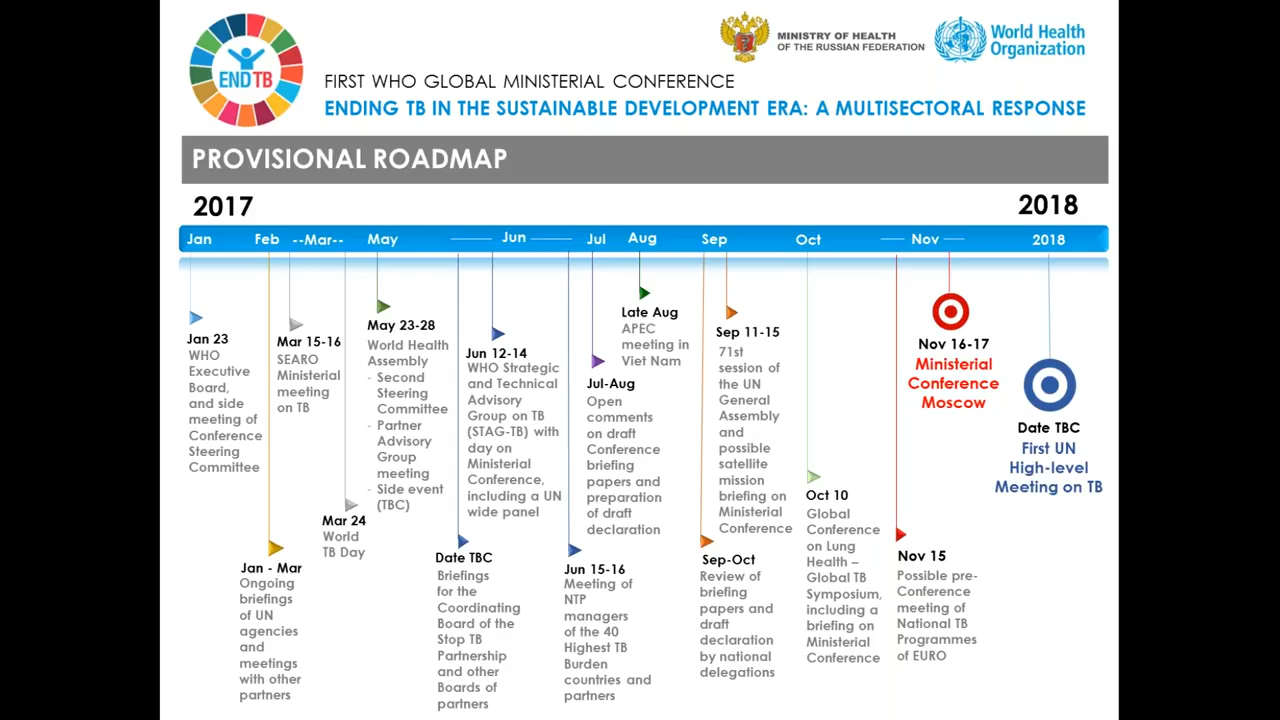 END TB
MINISTRY OF HEALTH
OF THE RUSSIAN FEDERATION
World Health
Organization
FIRST WHO GLOBAL MINISTERIAL CONFERENCE
ENDING TB IN THE SUSTAINABLE DEVELOPMENT ERA: A MULTISECTORAL RESPONSE
PROVISIONAL ROADMAP
2017
2018
Jan Feb --Mar-- May Jun Jul Aug Sep Oct Nov 2018
Jan 23
WHO
Executive
Board,
and side
meeting of
Conference
Steering
Committee
Jan - Mar
Ongoing
briefings
of UN
agencies
and
meetings
with other
partners
Mar 15-16
SEARO
Ministerial
meeting
on TB
Mar 24
World
TB Day
May 23-28
World Health
Assembly
- Second
Steering
Committee
- Partner
Advisory
Group
meeting
- Side event
(TBC)
Date TBC
Briefings
for the
Coordinating
Board of the
Stop TB
Partnership
and other
Boards of
partners
Jun 12-14
WHO Strategic
and Technical
Advisory
Group on TB
(STAG-TB) with
day on
Ministerial
Conference,
including a UN
wide panel
Jun 15-16
Meeting of
NTP
managers
of the 40
Highest TB
Burden
countries and
partners
Jul-Aug
Open
comments
on draft
Conference
briefing
papers and
preparation
of draft
declaration
Late Aug
APEC
meeting in
Viet Nam
Sep-Oct
Review of
briefing
papers and
draft
declaration
by national
delegations
Sep 11-15
71st
session of
the UN
General
Assembly
and
possible
satellite
mission
briefing on
Ministerial
Conference
Oct 10
Global
Conference
on Lung
Health –
Global TB
Symposium,
including a
briefing on
Ministerial
Conference
Nov 15
Possible pre-
Conference
meeting of
National TB
Programmes
of EURO
Nov 16-17
Ministerial
Conference
Moscow
Date TBC
First UN
High-level
Meeting on TB